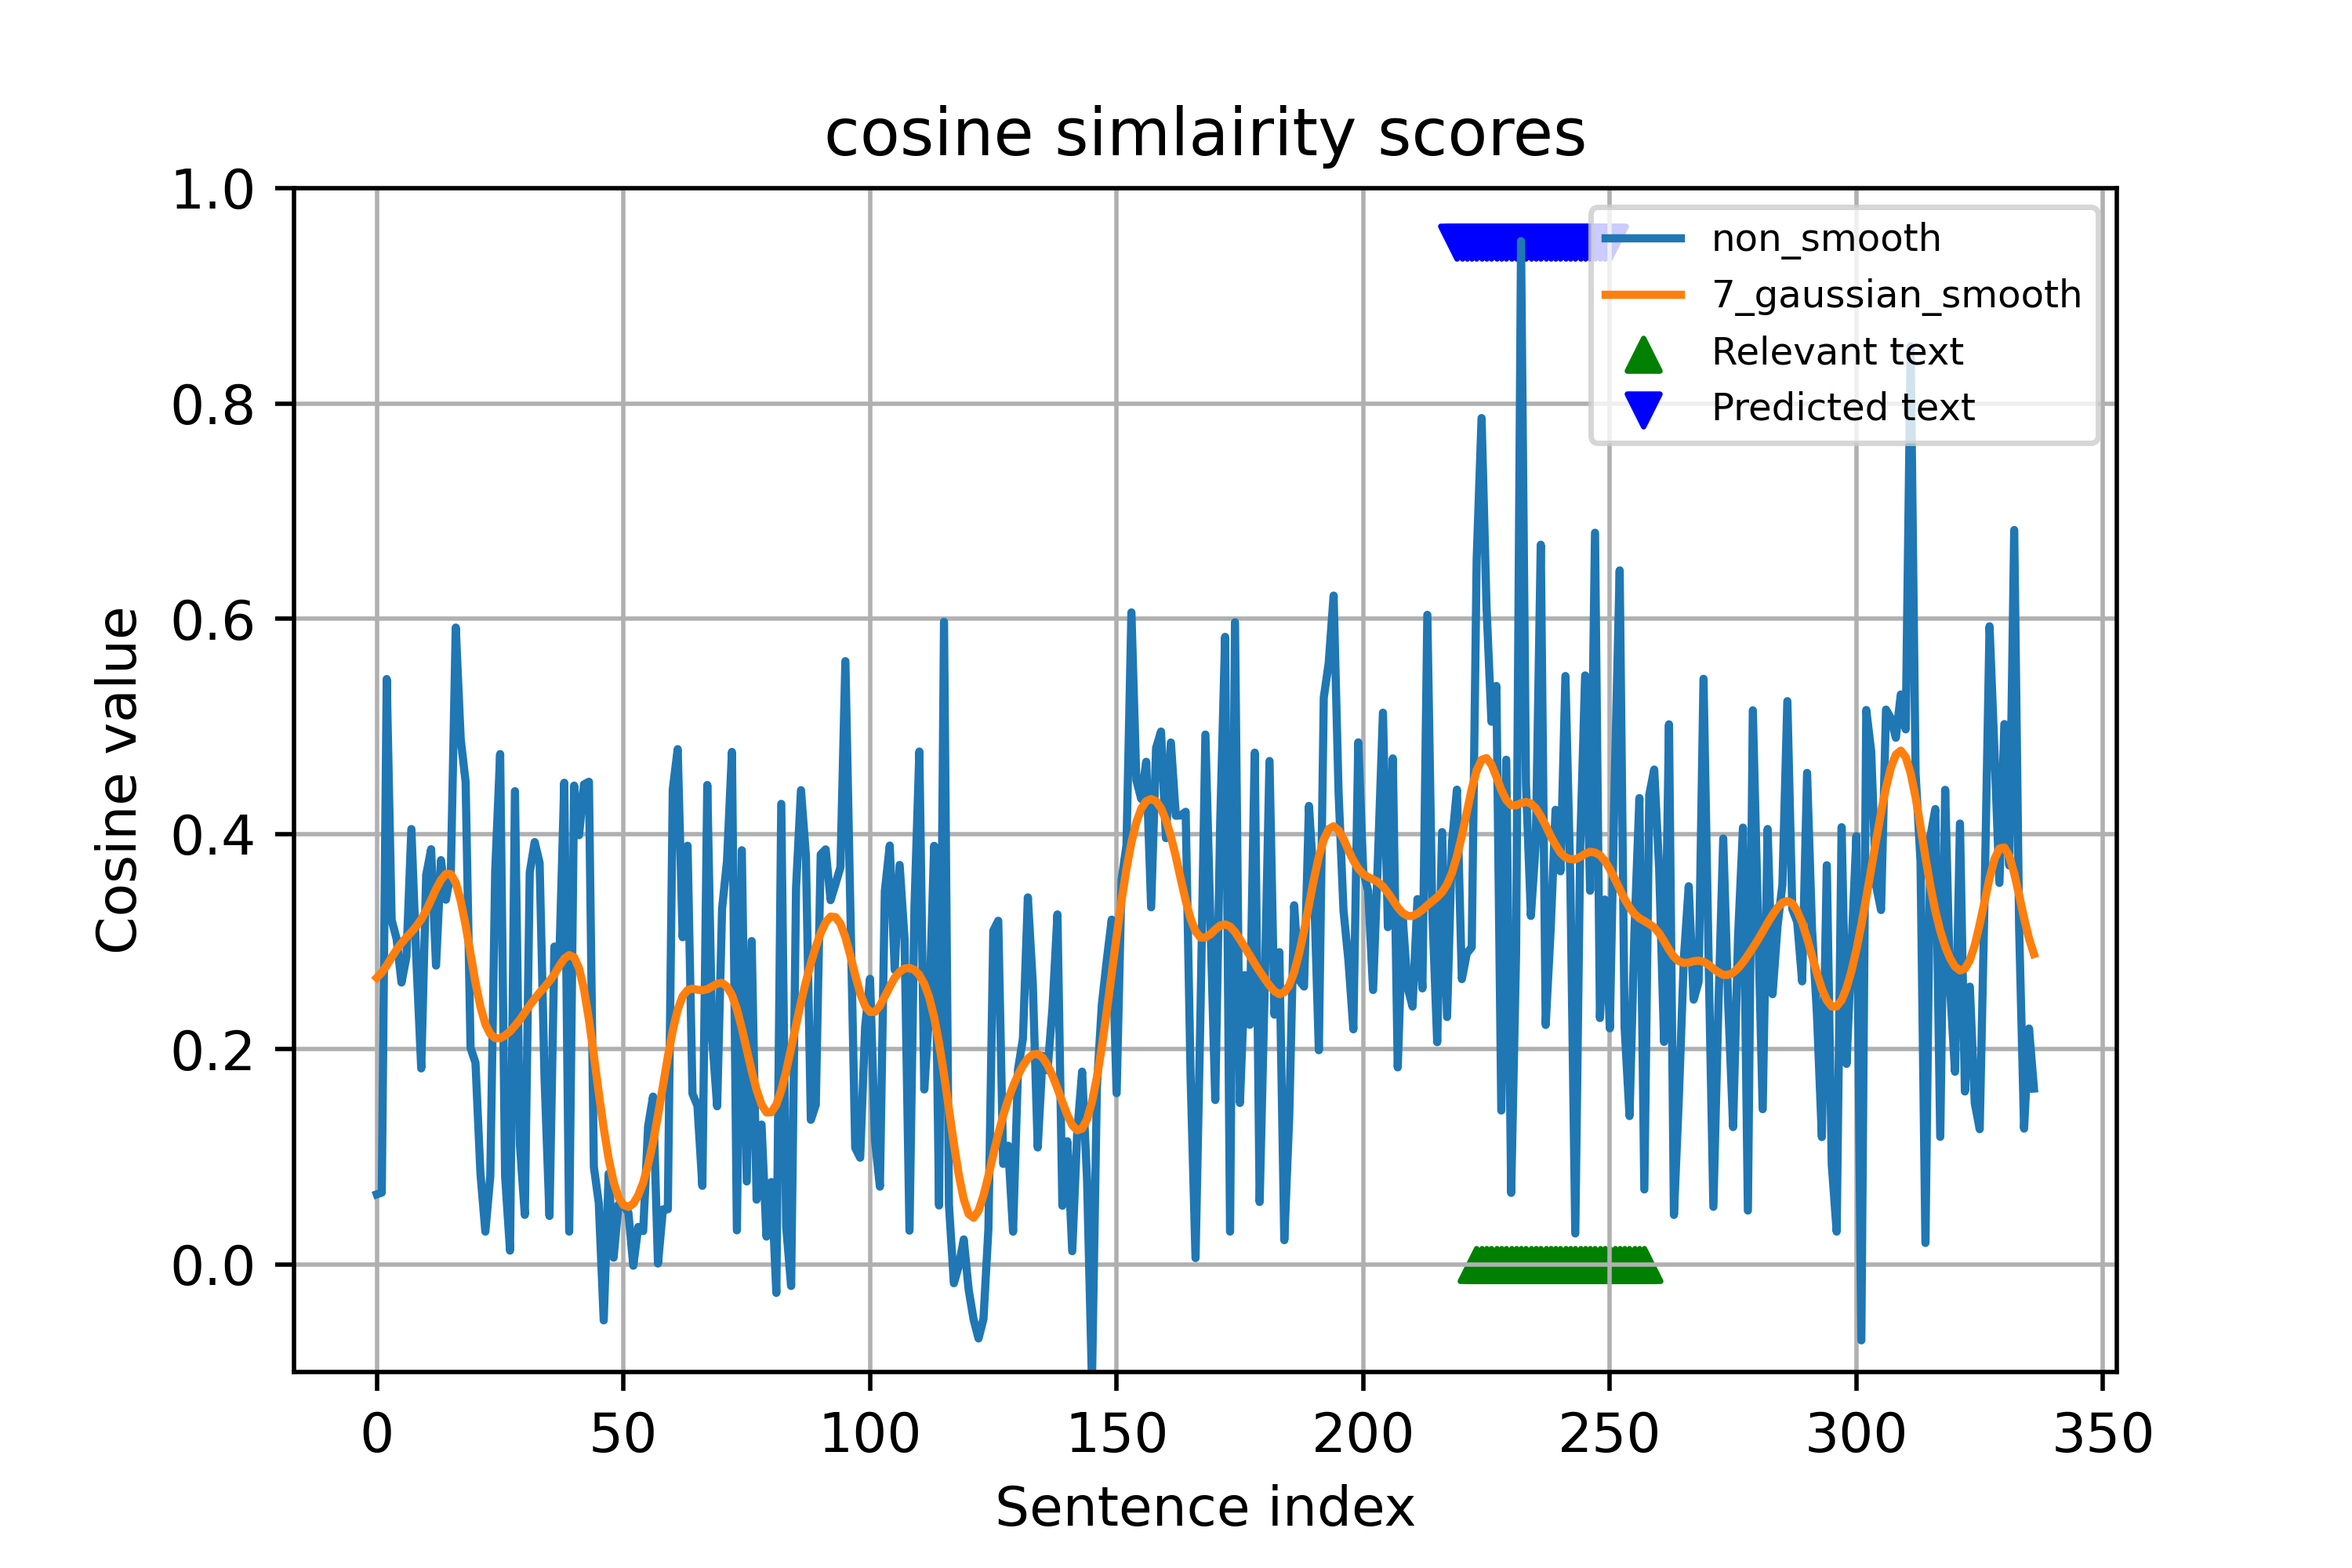 cosine simlairity scores
1.0
0.8
0.6
0.4
0.2
0.0
Cosine value
non_smooth
7_gaussian_smooth
Relevant text
Predicted text
0 50 100 150 200 250 300 350
Sentence index